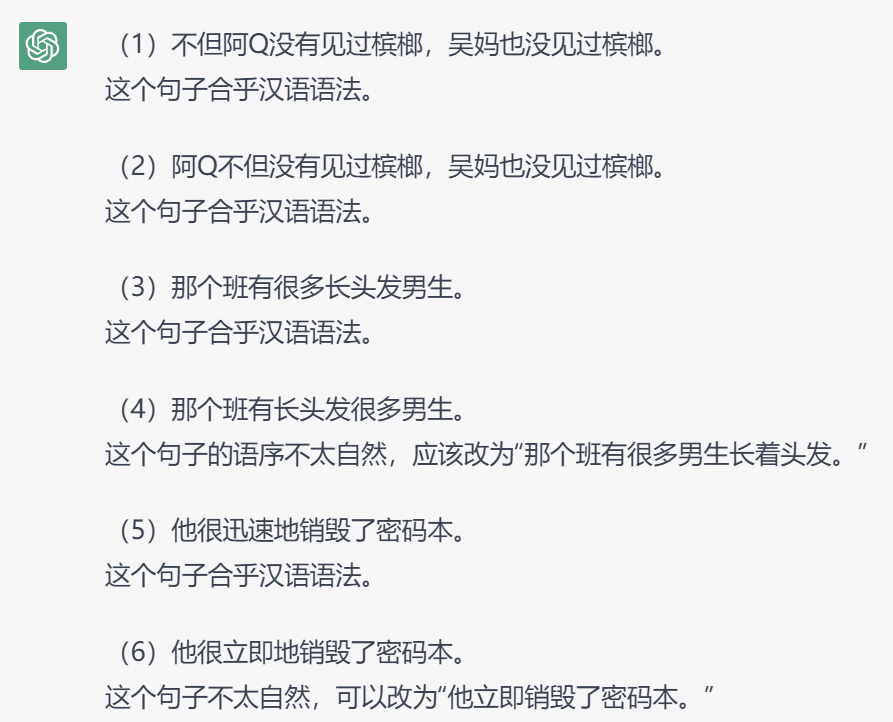 （1）不但阿Q没有见过槟榔，吴妈也没见过槟榔。
这个句子合乎汉语语法。
（2）阿Q不但没有见过槟榔，吴妈也没见过槟榔。
这个句子合乎汉语语法。
（3）那个班有很多长头发男生。
这个句子合乎汉语语法。
（4）那个班有长头发很多男生。
这个句子的语序不太自然，应该改为“那个班有很多男生长着头发。”
（5）他很迅速地销毁了密码本。
这个句子合乎汉语语法。
（6）他很立即地销毁了密码本。
这个句子不太自然，可以改为“他立即销毁了密码本。”